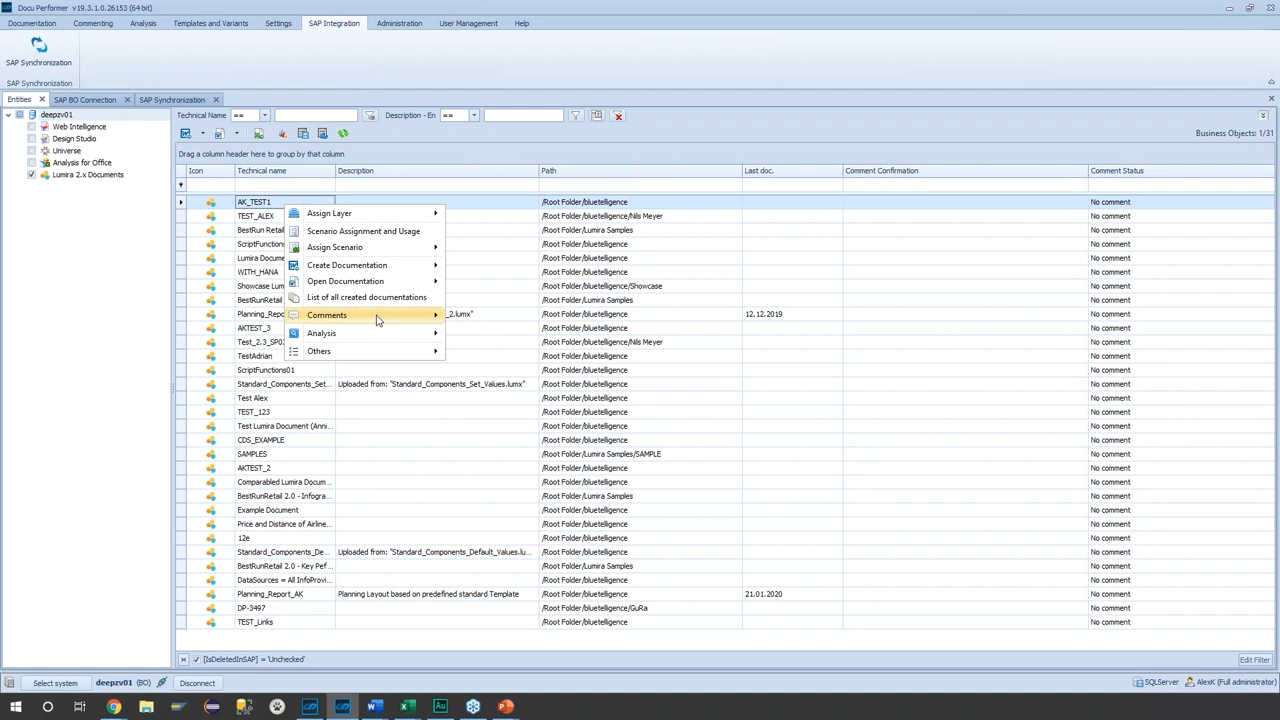 Docu Performer v19.3.1.0.26153 (64 bit)
Documentation Commenting Analysis Templates and Variants Settings SAP Integration Administration User Management Help
SAP Synchronization
SAP Synchronization
Entities SAP BO Connection SAP Synchronization
deepzv01
Web Intelligence
Design Studio
Universe
Analysis for Office
Lumira 2.x Documents
Technical Name == Description - En ==
Business Objects: 1/31
Drag a column header here to group by that column
Icon Technical name Description Path Last doc. Comment Confirmation Comment Status
AK_TEST1 /Root Folder/bluetelligence No comment
TEST_ALEX /Root Folder/bluetelligence/Nils Meyer No comment
BestRun Retail /Root Folder/Lumira Samples No comment
ScriptFunctions /Root Folder/bluetelligence No comment
Lumira Docume /Root Folder/bluetelligence No comment
WITH_HANA /Root Folder/bluetelligence No comment
Showcase Lum /Root Folder/bluetelligence/Showcase No comment
BestRunRetail /Root Folder/Lumira Samples No comment
Planning_Repo _2.lumx" /Root Folder/bluetelligence 12.12.2019 No comment
AKTEST_3 /Root Folder/bluetelligence No comment
Test_2.3_SP02 /Root Folder/bluetelligence/Nils Meyer No comment
TestAdrian /Root Folder/bluetelligence No comment
ScriptFunctions01 /Root Folder/bluetelligence No comment
Standard_Components_Set... Uploaded from: "Standard_Components_Set_Values.lumx" /Root Folder/bluetelligence No comment
Test Alex /Root Folder/bluetelligence No comment
TEST_123 /Root Folder/bluetelligence No comment
Test Lumira Document (Anni... /Root Folder/bluetelligence No comment
CDS_EXAMPLE /Root Folder/bluetelligence No comment
SAMPLES /Root Folder/Lumira Samples/SAMPLE No comment
AKTEST_2 /Root Folder/bluetelligence No comment
Comparabled Lumira Docum... /Root Folder/bluetelligence No comment
BestRunRetail 2.0 - Infogra... /Root Folder/Lumira Samples No comment
Example Document /Root Folder/bluetelligence No comment
Price and Distance of Airline... /Root Folder/bluetelligence No comment
12e /Root Folder/bluetelligence No comment
Standard_Components_De... Uploaded from: "Standard_Components_Default_Values.lu... /Root Folder/bluetelligence No comment
BestRunRetail 2.0 - Key Pef... /Root Folder/Lumira Samples No comment
DataSources = All InfoProvi... /Root Folder/bluetelligence No comment
Planning_Report_AK Planning Layout based on predefined standard Template /Root Folder/bluetelligence 21.01.2020 No comment
DP-3497 /Root Folder/bluetelligence/GuRa No comment
TEST_Links /Root Folder/bluetelligence No comment
Assign Layer
Scenario Assignment and Usage
Assign Scenario
Create Documentation
Open Documentation
List of all created documentations
Comments
Analysis
Others
[IsDeletedInSAP] = 'Unchecked' Edit Filter
Select system deepzv01 (BO) Disconnect SQLServer AlexK (Full administrator)